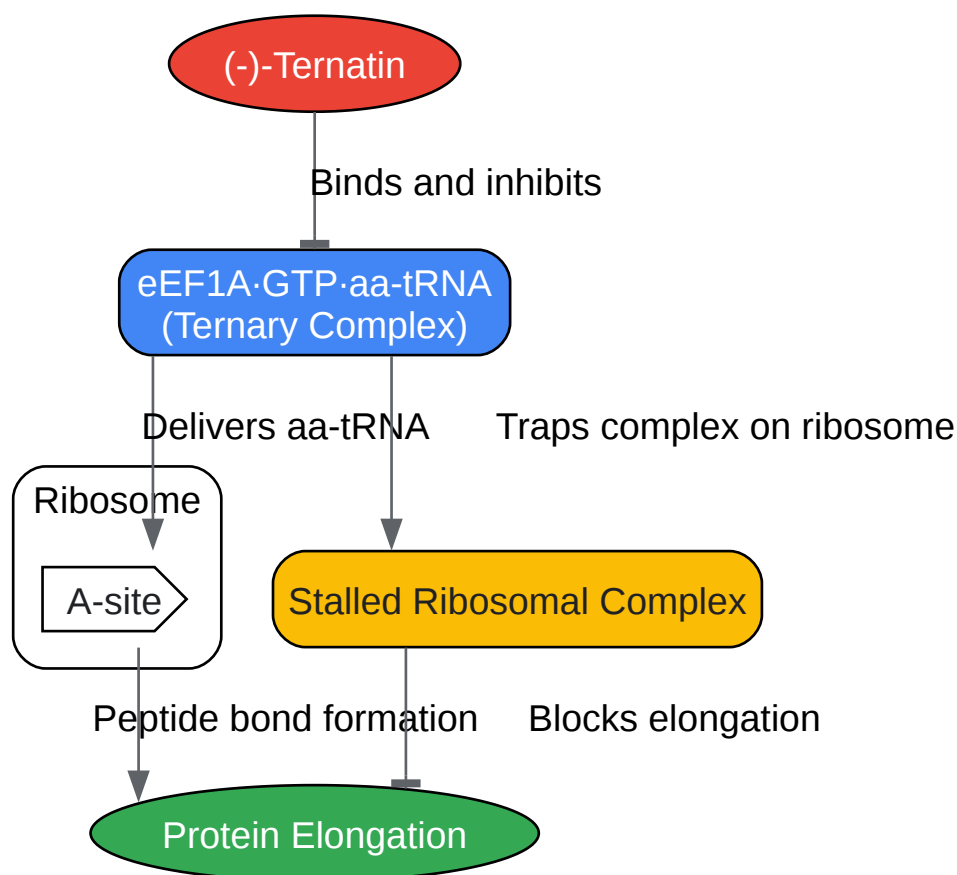 (-)-Ternatin
Binds and inhibits
eEF1A·GTP·aa-tRNA
(Ternary Complex)
Delivers aa-tRNA
Traps complex on ribosome
Ribosome
A-site
Stalled Ribosomal Complex
Peptide bond formation
Blocks elongation
Protein Elongation